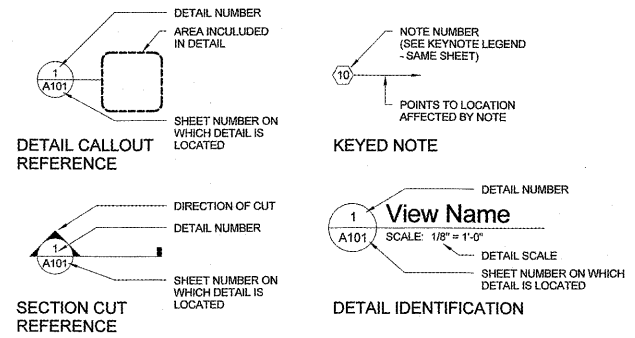 DETAIL NUMBER
AREA INCULUDED
IN DETAIL
1
A101
SHEET NUMBER ON
WHICH DETAIL IS
LOCATED
DETAIL CALLOUT
REFERENCE
NOTE NUMBER
(SEE KEYNOTE LEGEND
- SAME SHEET)
10
POINTS TO LOCATION
AFFECTED BY NOTE
KEYED NOTE
DIRECTION OF CUT
DETAIL NUMBER
1
A101
SHEET NUMBER ON
WHICH DETAIL IS
LOCATED
SECTION CUT
REFERENCE
DETAIL NUMBER
1
View Name
A101
SCALE: 1/8" = 1'-0"
DETAIL SCALE
SHEET NUMBER ON WHICH
DETAIL IS LOCATED
DETAIL IDENTIFICATION